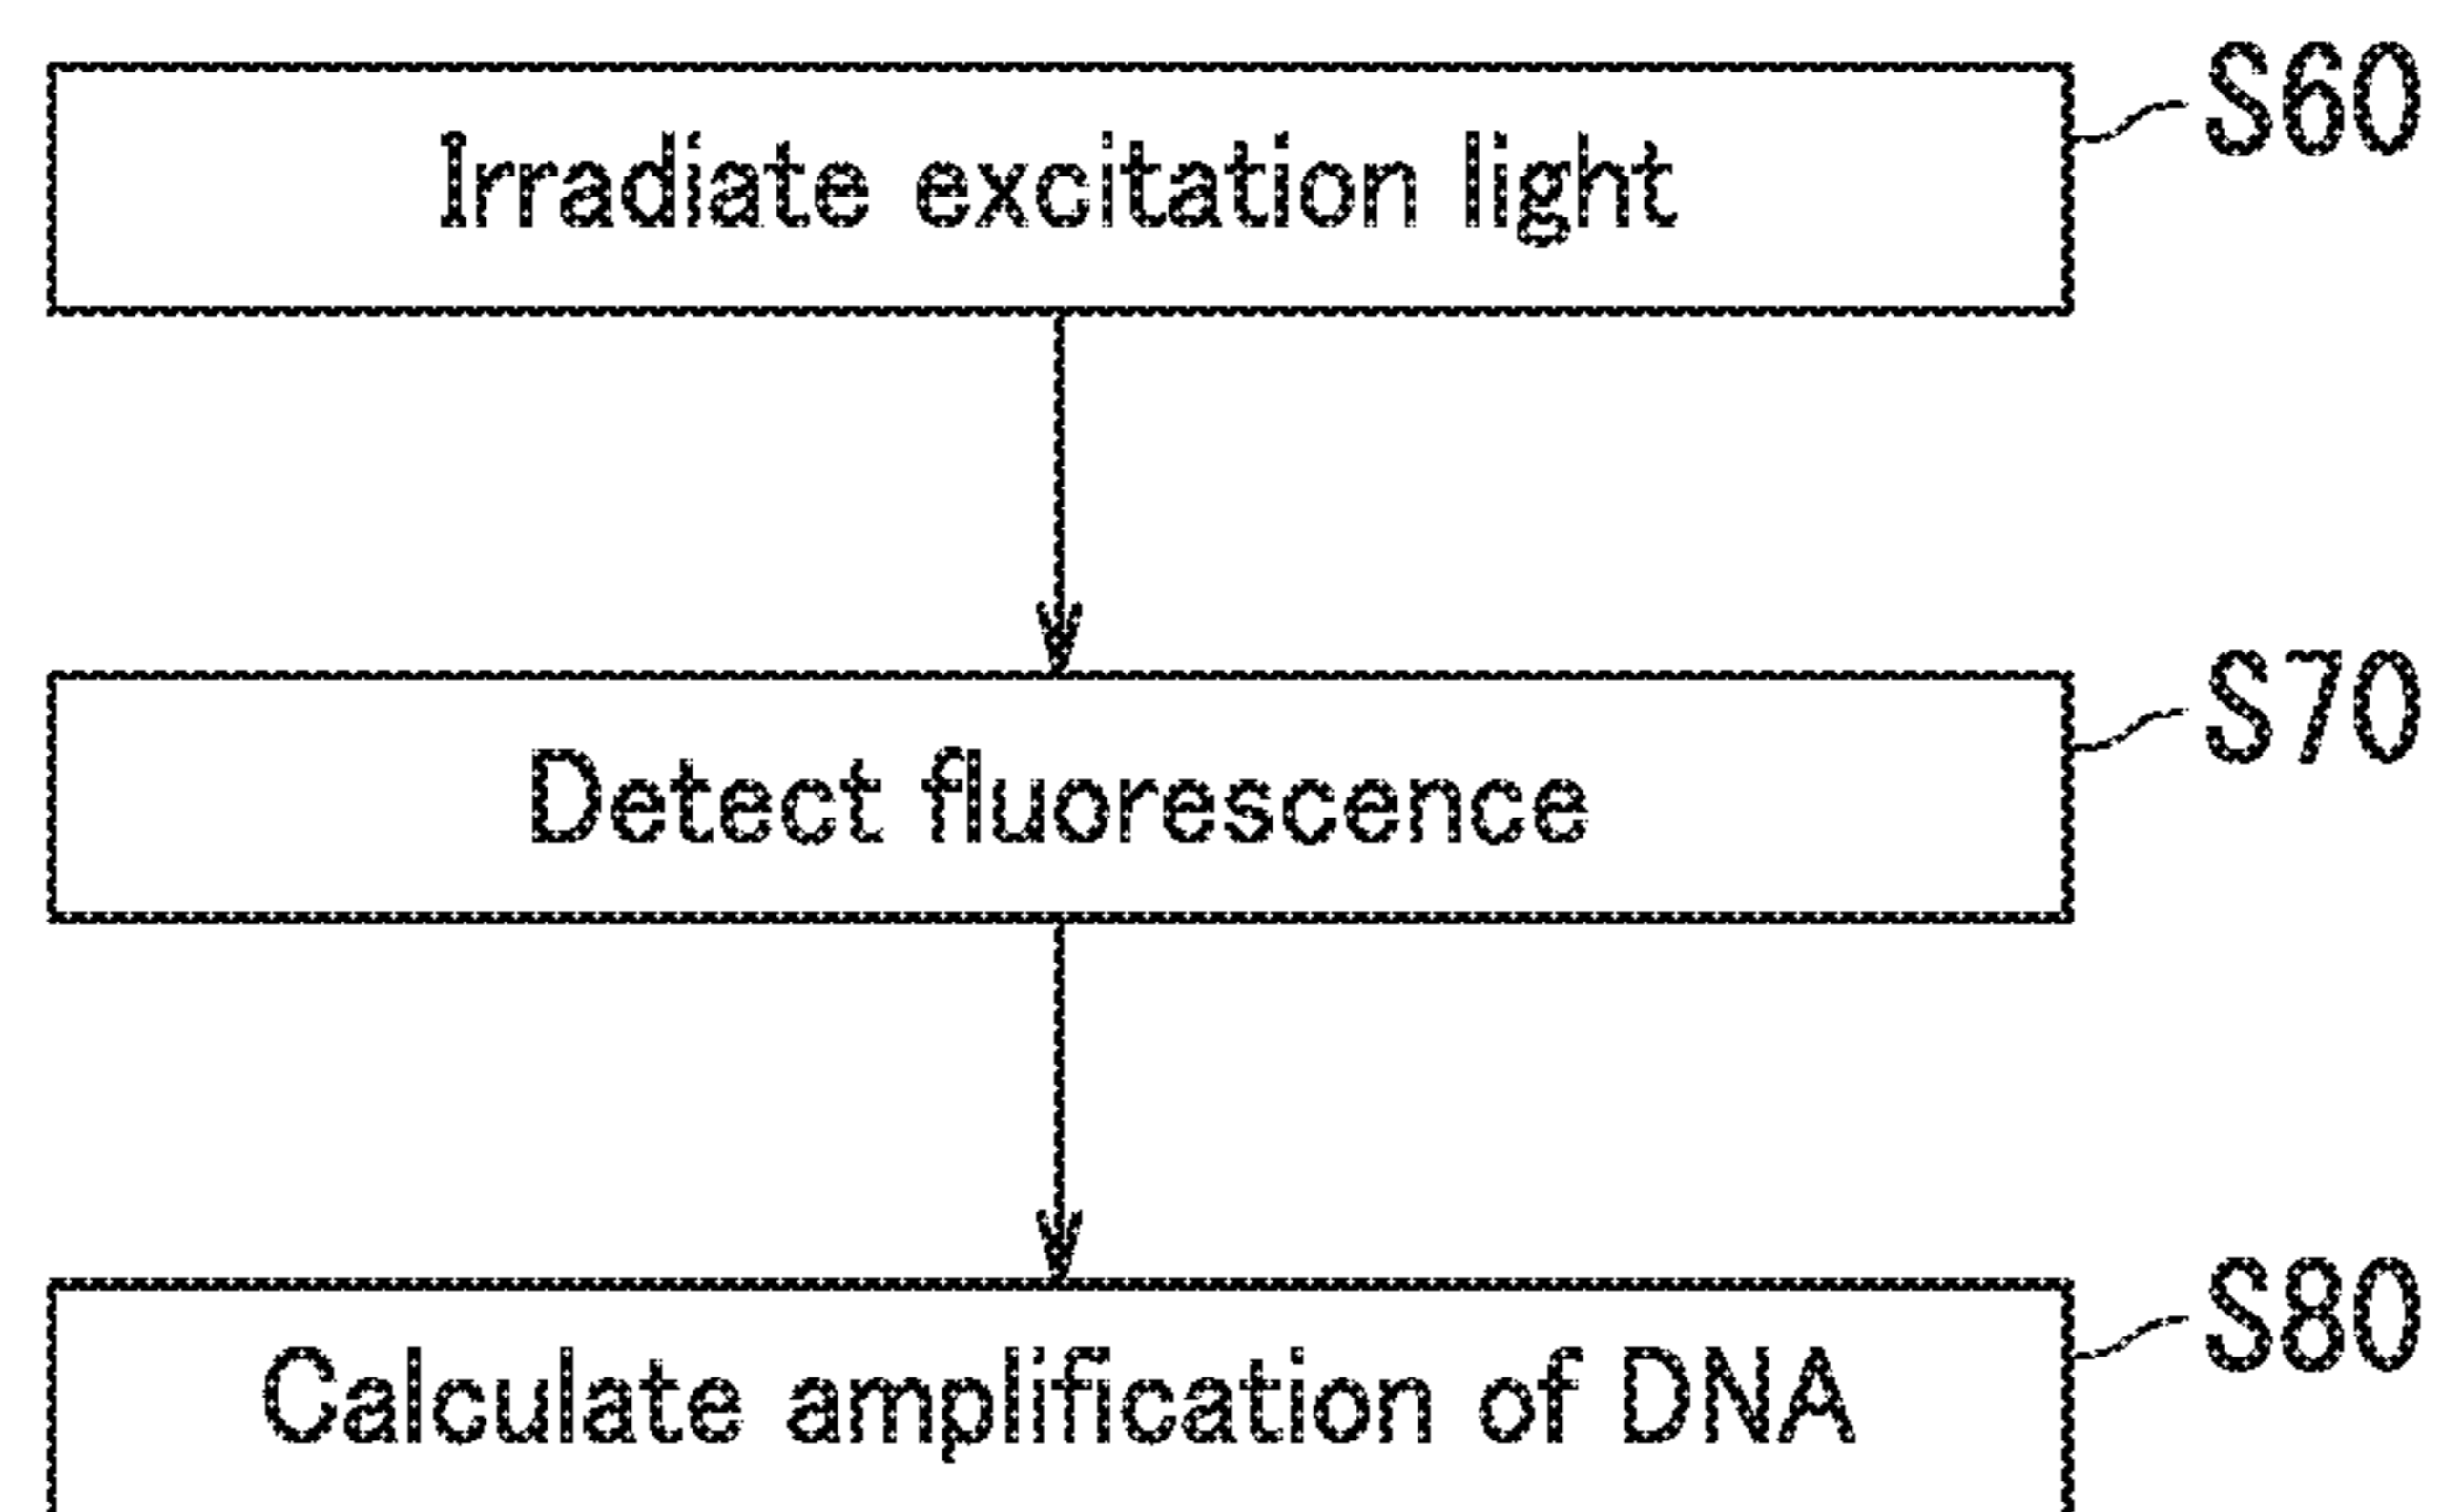 Irradiate excitation light
S60
Detect fluorescence
S70
Calculate amplification of DNA
S80